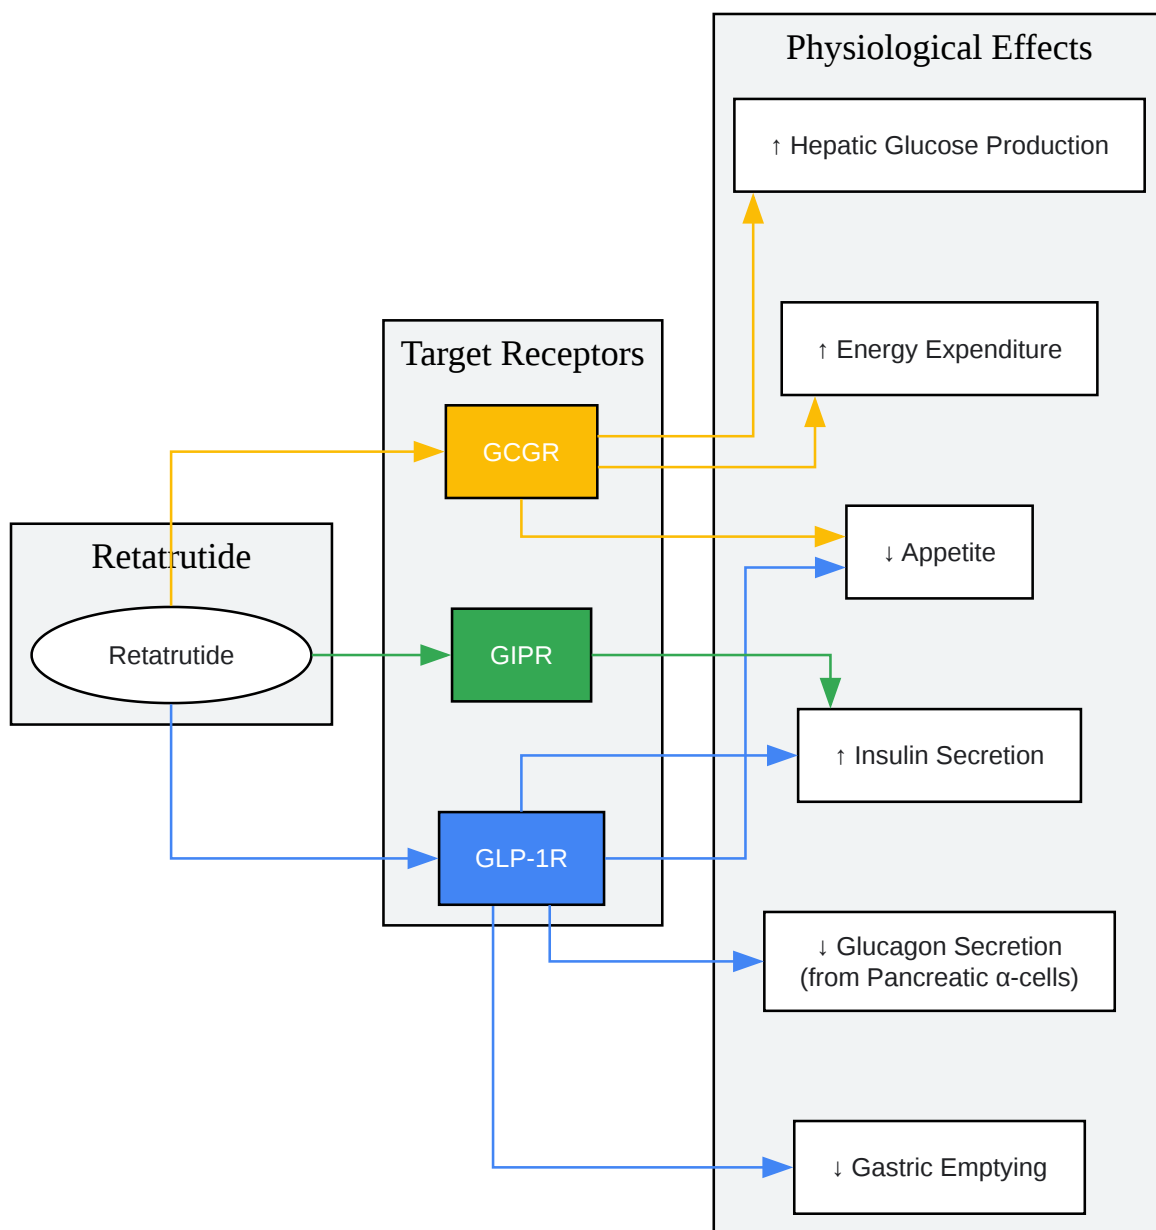 Physiological Effects
↑ Hepatic Glucose Production
↑ Energy Expenditure
Target Receptors
GCGR
Retatrutide
↓ Appetite
Retatrutide
GIPR
↑ Insulin Secretion
GLP-1R
↓ Glucagon Secretion
(from Pancreatic α-cells)
↓ Gastric Emptying